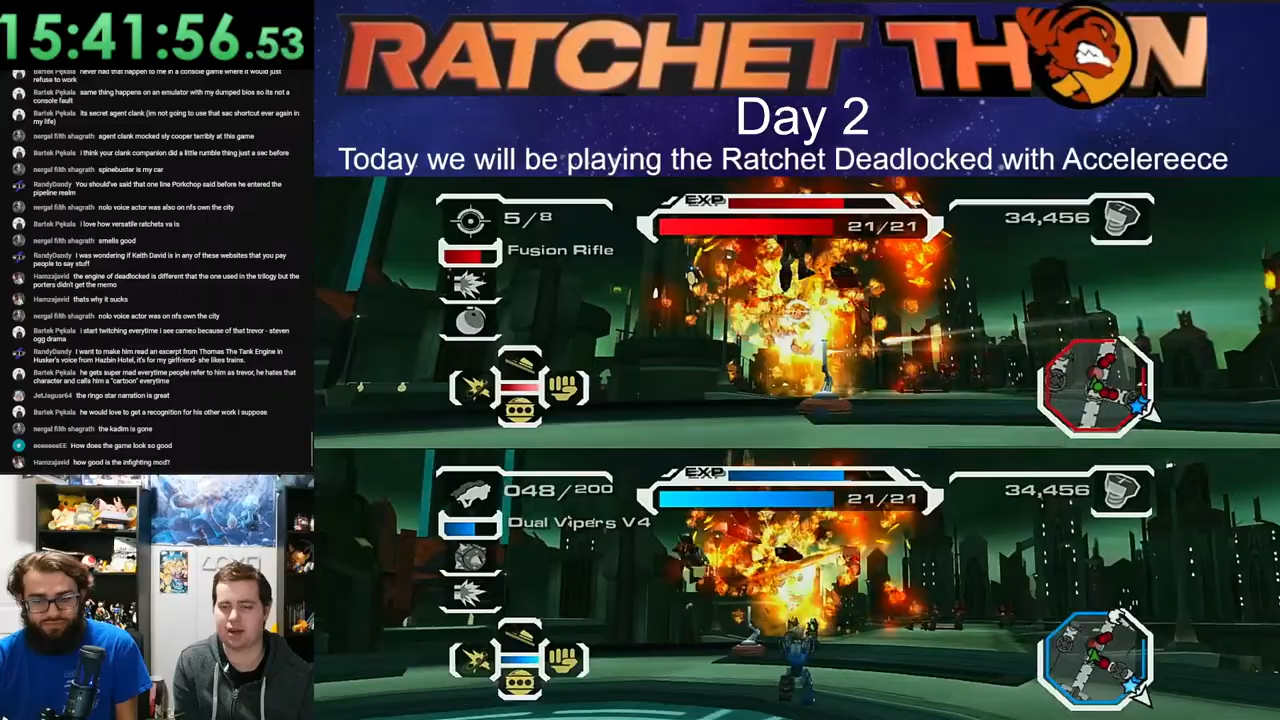 15:41:56.53
RATCHET THON
Day 2
Today we will be playing the Ratchet Deadlocked with Accelereece
Bartek Pękala never had that happen to me in a console game where it would just
refuse to work
Bartek Pękala same thing happens on an emulator with my dumped bios so its not a
console fault
Bartek Pękala its secret agent clank (im not going to use that sac shortcut ever again in
my life)
nergal filth shagrath agent clank mocked sly cooper terribly at this game
Bartek Pękala i think your clank companion did a little rumble thing just a sec before
nergal filth shagrath spinebuster is my car
RandyDandy You should've said that one line Porkchop said before he entered the
pipeline realm
nergal filth shagrath nolo voice actor was also on nfs own the city
Bartek Pękala i love how versatile ratchets va is
nergal filth shagrath smells good
RandyDandy I was wondering if Keith David is in any of these websites that you pay
people to say stuff
Hamzajavid the engine of deadlocked is different that the one used in the trilogy but the
porters didn't get the memo
Hamzajavid thats why it sucks
nergal filth shagrath nolo voice actor was on nfs own the city
Bartek Pękala i start twitching everytime i see cameo because of that trevor - steven
ogg drama
RandyDandy I want to make him read an excerpt from Thomas The Tank Engine in
Husker's voice from Hazbin Hotel, it's for my girlfriend- she likes trains.
Bartek Pękala he gets super mad everytime people refer to him as trevor, he hates that
character and calls him a "cartoon" everytime
JetJaguar64 the ringo star narration is great
Bartek Pękala he would love to get a recognition for his other work i suppose
nergal filth shagrath the kadim is gone
eeeeeeeEE How does the game look so good
Hamzajavid how good is the infighting mod?
5/8
Fusion Rifle
EXP
21/21
34,456
048/200
Dual Vipers V4
EXP
21/21
34,456